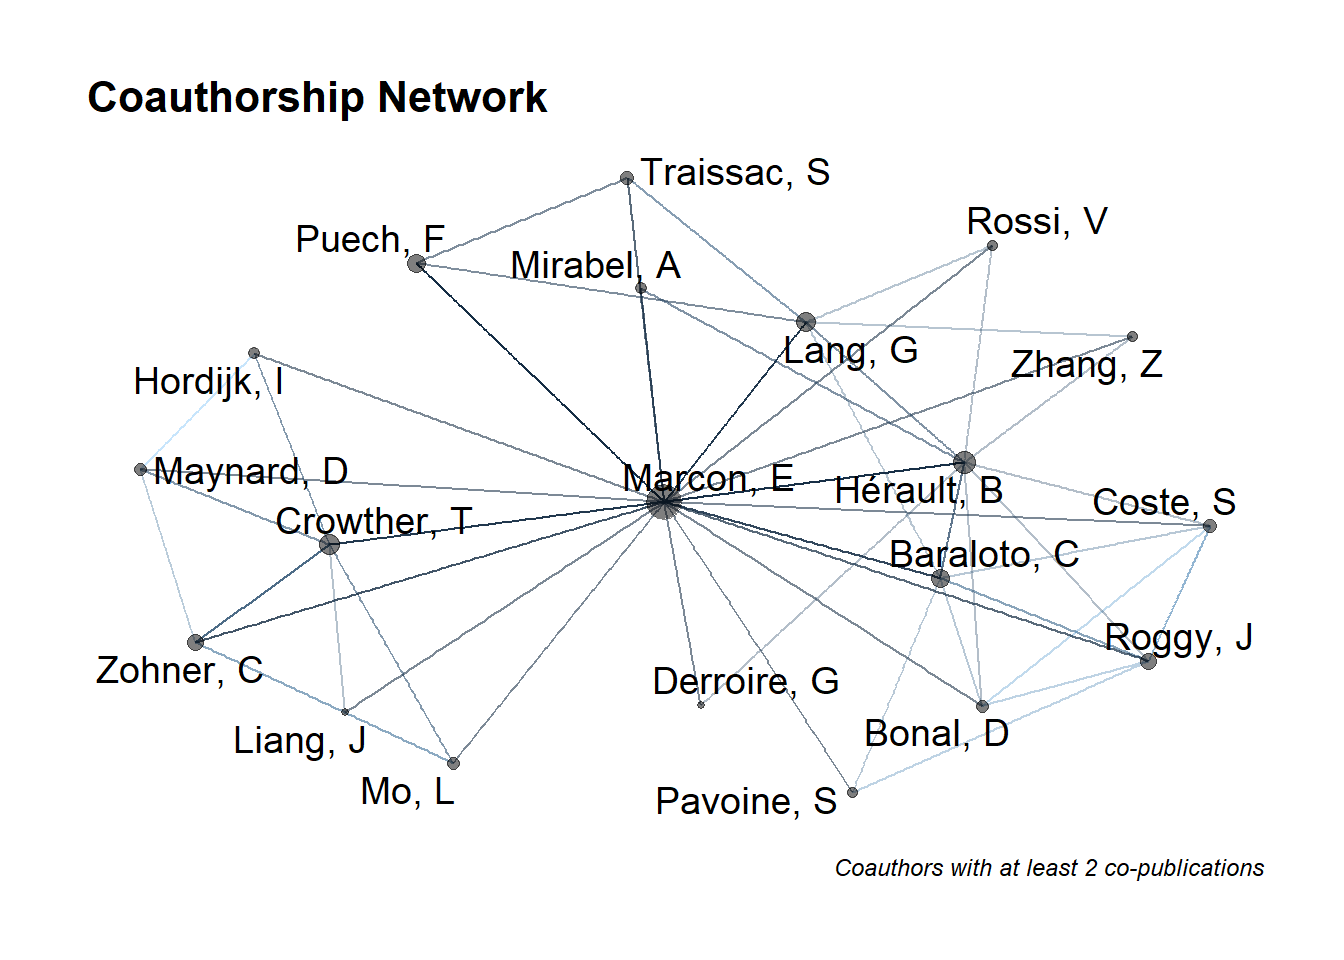 Coauthorship Network
Traissac, S
Rossi, V
Puech, F
Mirabel, A
Lang, G
Zhang, Z
Hordijk, I
Maynard, D
Marcon, E
Hérault, B
Coste, S
Crowther, T
Baraloto, C
Roggy, J
Zohner, C
Derroire, G
Liang, J
Bonal, D
Mo, L
Pavoine, S
Coauthors with at least 2 co-publications